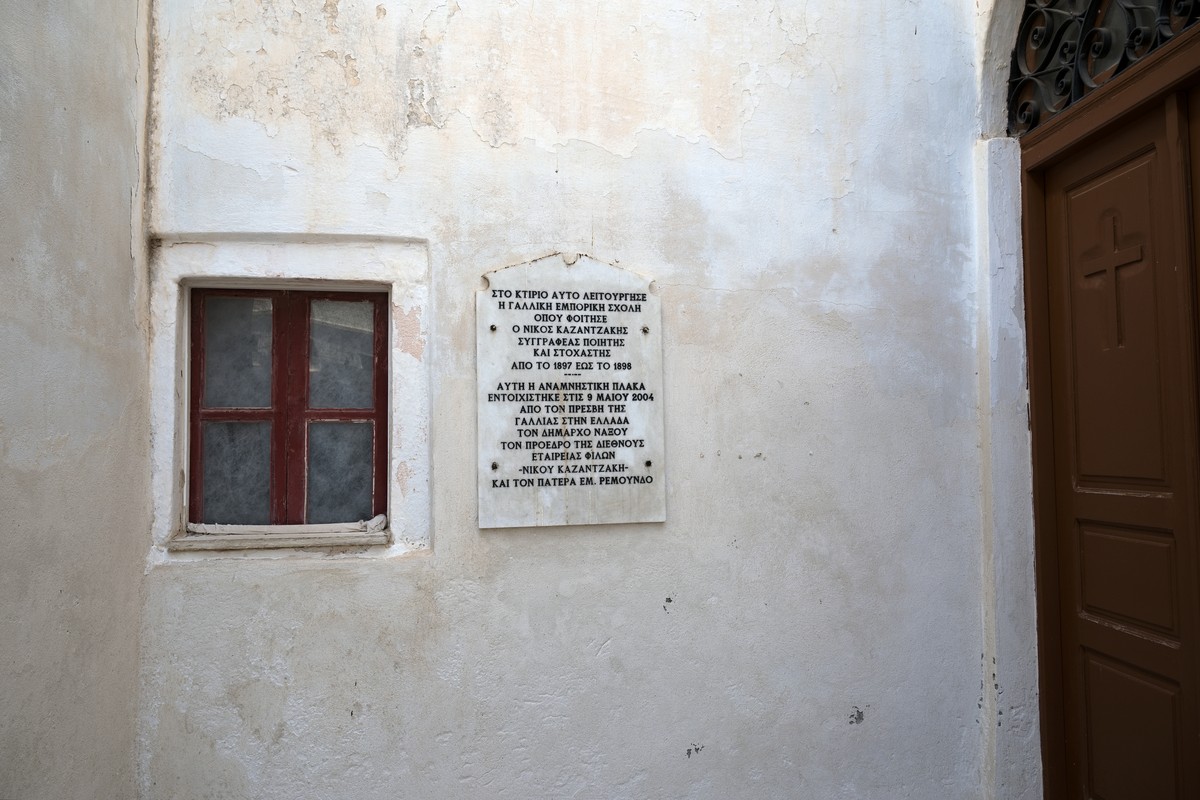 ΣΤΟ ΚΤΙΡΙΟ ΑΥΤΟ ΛΕΙΤΟΥΡΓΗΣΕ
Η ΓΑΛΛΙΚΗ ΕΜΠΟΡΙΚΗ ΣΧΟΛΗ
ΟΠΟΥ ΦΟΙΤΗΣΕ
Ο ΝΙΚΟΣ ΚΑΖΑΝΤΖΑΚΗΣ
ΣΥΓΓΡΑΦΕΑΣ ΠΟΙΗΤΗΣ
ΚΑΙ ΣΤΟΧΑΣΤΗΣ
ΑΠΟ ΤΟ 1897 ΕΩΣ ΤΟ 1898
ΑΥΤΗ Η ΑΝΑΜΝΗΣΤΙΚΗ ΠΛΑΚΑ
ΕΝΤΟΙΧΙΣΤΗΚΕ ΣΤΙΣ 9 ΜΑΙΟΥ 2004
ΑΠΟ ΤΟΝ ΠΡΕΣΒΗ ΤΗΣ
ΓΑΛΛΙΑΣ ΣΤΗΝ ΕΛΛΑΔΑ
ΤΟΝ ΔΗΜΑΡΧΟ ΝΑΞΟΥ
ΤΟΝ ΠΡΟΕΔΡΟ ΤΗΣ ΔΙΕΘΝΟΥΣ
ΕΤΑΙΡΕΙΑΣ ΦΙΛΩΝ
-ΝΙΚΟΥ ΚΑΖΑΝΤΖΑΚΗ-
ΚΑΙ ΤΟΝ ΠΑΤΕΡΑ ΕΜ. ΡΕΜΟΥΝΔΟ